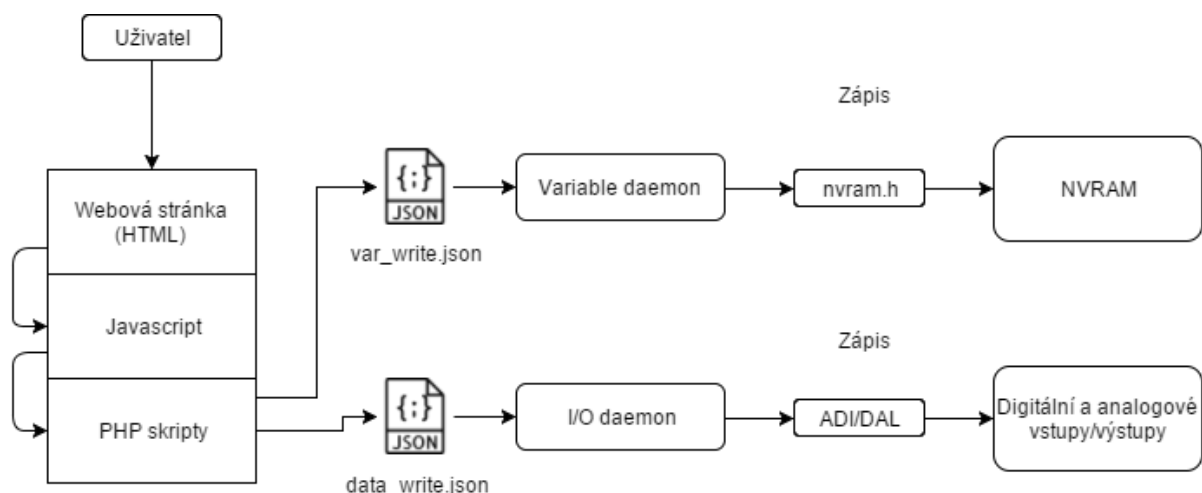 Uživatel
Zápis
Webová stránka
(HTML)
{;}
JSON
var_write.json
Variable daemon
nvram.h
NVRAM
Javascript
Zápis
PHP skripty
{;}
JSON
data_write.json
I/O daemon
ADI/DAL
Digitální a analogové
vstupy/výstupy